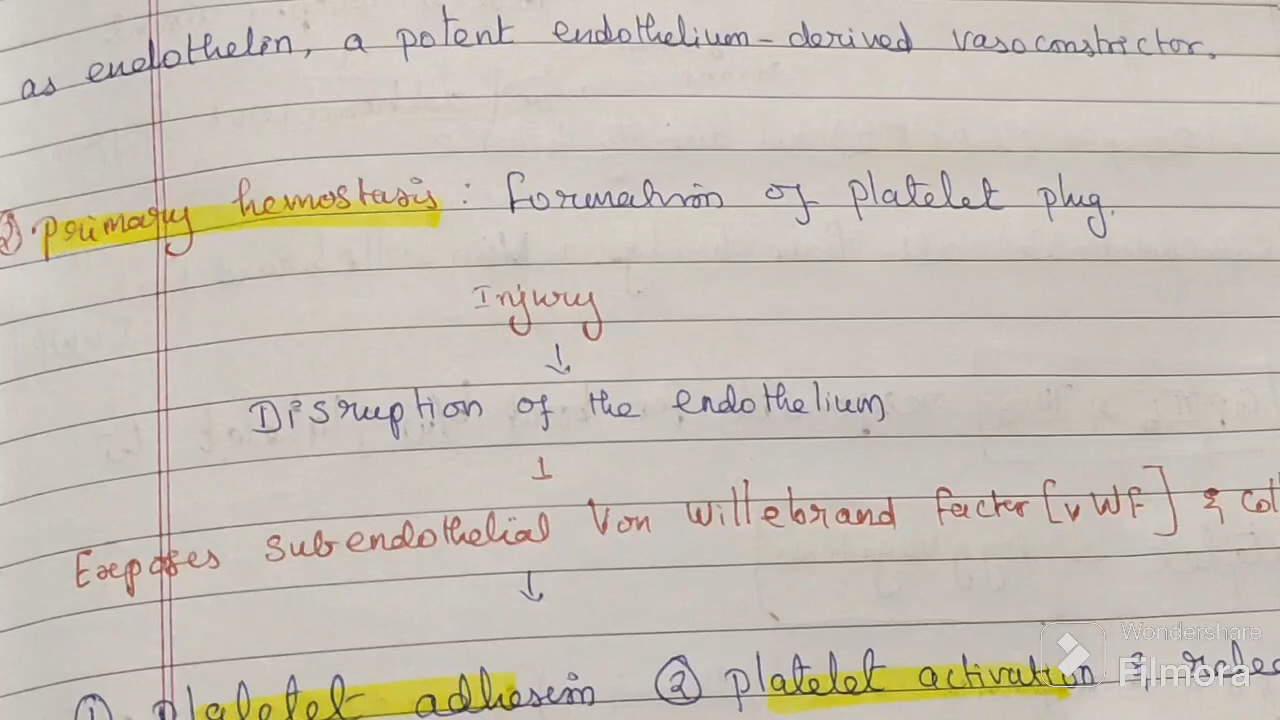 as endothelin, a potent endothelium-derived vasoconstrictor.
2) Primary hemostasis : Formation of platelet plug.
Injury
↓
Disruption of the endothelium
↓
Exposes subendothelial Von Willebrand factor [vWF] & Col
↓
① platelet adhesion ② platelet activation &
Wondershare
Filmora